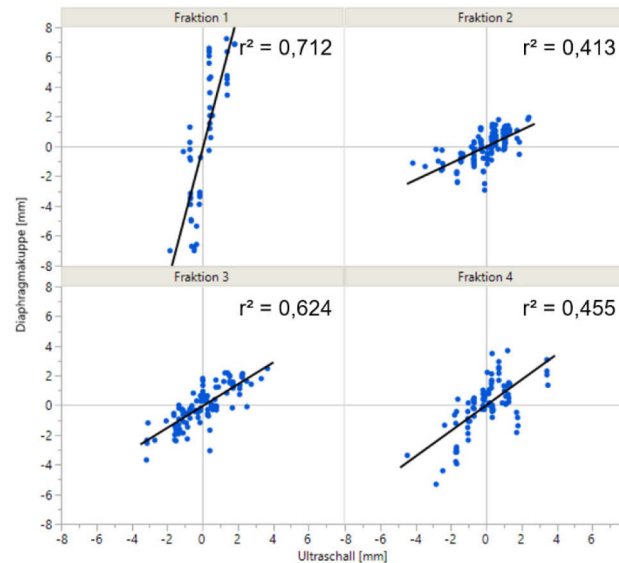 Fraktion 1
Fraktion 2
8
6
4
2
0
-2
-4
-6
-8
r² = 0,712
r² = 0,413
Fraktion 3
Fraktion 4
8
6
4
2
0
-2
-4
-6
-8
r² = 0,624
r² = 0,455
Diaphragmakuppe [mm]
-8 -6 -4 -2 0 2 4 6 -8 -6 -4 -2 0 2 4 6
Ultraschall [mm]